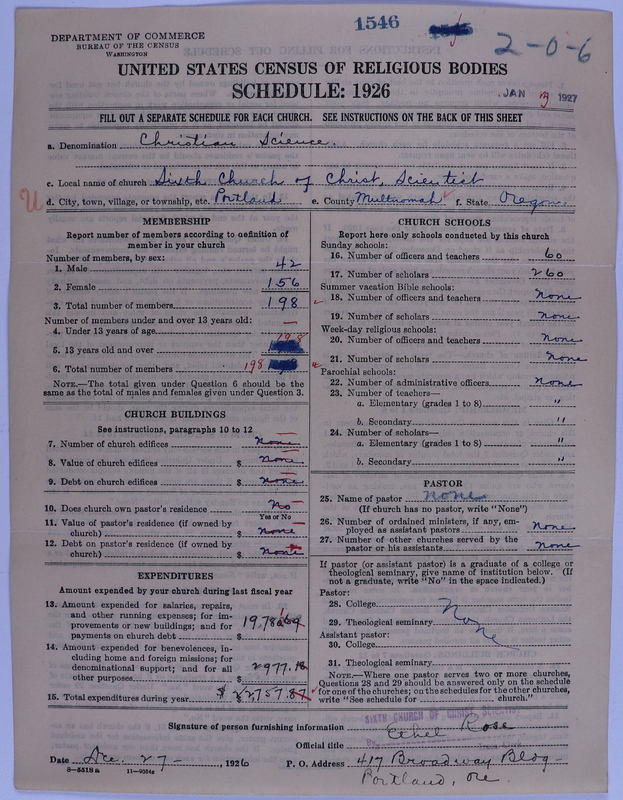 1546
DEPARTMENT OF COMMERCE
BUREAU OF THE CENSUS
WASHINGTON
2-0-6
UNITED STATES CENSUS OF RELIGIOUS BODIES
SCHEDULE: 1926
JAN 3 1927
FILL OUT A SEPARATE SCHEDULE FOR EACH CHURCH. SEE INSTRUCTIONS ON THE BACK OF THIS SHEET
a. Denomination Christian Science.
c. Local name of church Sixth Church of Christ, Scientist
U d. City, town, village, or township, etc. Portland e. County Multnomah f. State Oregon.
MEMBERSHIP
Report number of members according to definition of
member in your church
Number of members, by sex:
1. Male 42
2. Female 156
3. Total number of members 198
Number of members under and over 13 years old:
4. Under 13 years of age —
5. 13 years old and over 198
6. Total number of members 198
NOTE.—The total given under Question 6 should be
same as the total of males and females given under Question 3.
CHURCH BUILDINGS
See instructions, paragraphs 10 to 12
7. Number of church edifices none
8. Value of church edifices $ none
9. Debt on church edifices $ none
10. Does church own pastor's residence No
Yes or No
11. Value of pastor's residence (if owned by
church) $ none
12. Debt on pastor's residence (if owned by
church) $ none
EXPENDITURES
Amount expended by your church during last fiscal year
13. Amount expended for salaries, repairs,
and other running expenses; for im-
provements or new buildings; and for
payments on church debt $ 19,780.69
14. Amount expended for benevolences, in-
cluding home and foreign missions; for
denominational support; and for all
other purposes 2977.18
15. Total expenditures during year $ 22757.87
CHURCH SCHOOLS
Report here only schools conducted by this church
Sunday schools:
16. Number of officers and teachers 60
17. Number of scholars 260
Summer vacation Bible schools:
18. Number of officers and teachers none
19. Number of scholars none
Week-day religious schools:
20. Number of officers and teachers none
21. Number of scholars none
Parochial schools:
22. Number of administrative officers none
23. Number of teachers—
a. Elementary (grades 1 to 8) "
b. Secondary "
24. Number of scholars—
a. Elementary (grades 1 to 8) "
b. Secondary "
PASTOR
25. Name of pastor none
(If church has no pastor, write "None")
26. Number of ordained ministers, if any, em-
ployed as assistant pastors none
27. Number of other churches served by the
pastor or his assistants none
If pastor (or assistant pastor) is a graduate of a college or
theological seminary, give name of institution below. (If
not a graduate, write "No" in the space indicated.)
Pastor:
28. College None
29. Theological seminary None
Assistant pastor:
30. College
31. Theological seminary
NOTE.—Where one pastor serves two or more churches,
Questions 28 and 29 should be answered only on the schedule
for one of the churches; on the schedules for the other churches,
write "See schedule for church."
SIXTH CHURCH OF CHRIST SCIENTIST
Signature of person furnishing information Ethel Rose
Official title By
Date Dec. 27- , 1926 P. O. Address 417 Broadway Bldg-
8-5518a 11-9034a Portland, Ore.